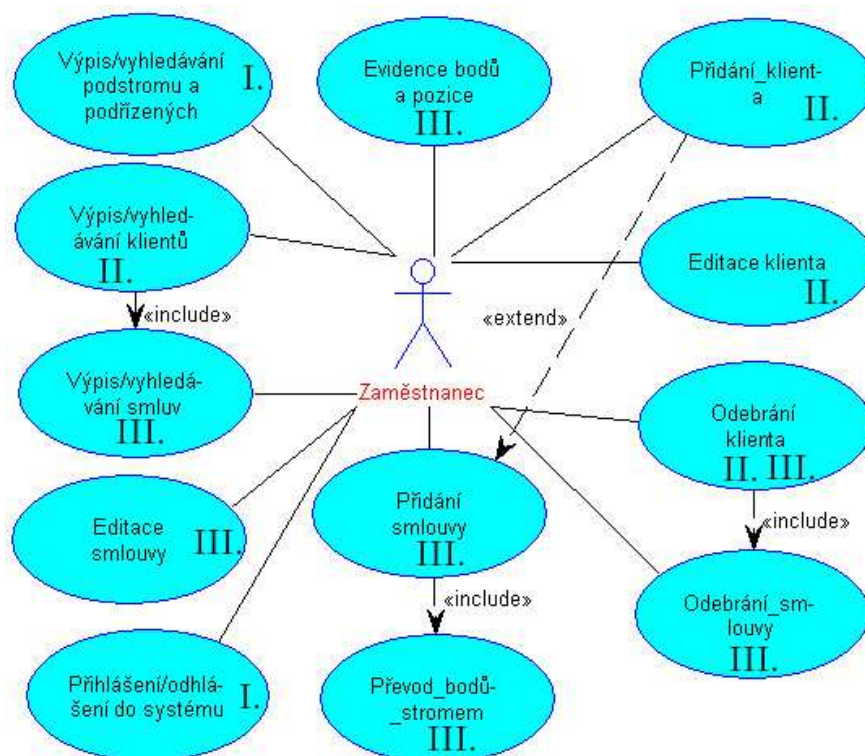 Výpis/vyhledávání
podstromu a
podřízených
I.
Evidence bodů
a pozice
III.
Přidání_klient-
a
II.
Výpis/vyhled-
ávání klientů
II.
Editace klienta
II.
«include»
«extend»
Výpis/vyhledá-
vání smluv
III.
Zaměstnanec
Odebrání
klienta
II. III.
Editace
smlouvy
III.
Přidání
smlouvy
III.
«include»
«include»
Odebrání_sm-
louvy
III.
Přihlášení/odhlá-
šení do systému
I.
Převod_bodů-
_stromem
III.